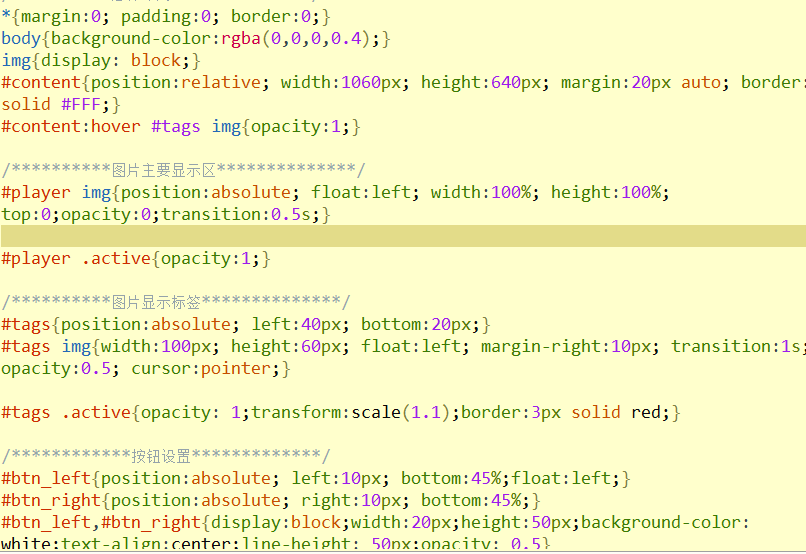 *{margin:0; padding:0; border:0;}
body{background-color:rgba(0,0,0,0.4);}
img{display: block;}
#content{position:relative; width:1060px; height:640px; margin:20px auto; border:
solid #FFF;}
#content:hover #tags img{opacity:1;}
/**********图片主要显示区**************/
#player img{position:absolute; float:left; width:100%; height:100%;
top:0;opacity:0;transition:0.5s;}
#player .active{opacity:1;}
/**********图片显示标签**************/
#tags{position:absolute; left:40px; bottom:20px;}
#tags img{width:100px; height:60px; float:left; margin-right:10px; transition:1s;
opacity:0.5; cursor:pointer;}
#tags .active{opacity: 1;transform:scale(1.1);border:3px solid red;}
/************按钮设置*************/
#btn_left{position:absolute; left:10px; bottom:45%;float:left;}
#btn_right{position:absolute; right:10px; bottom:45%;}
#btn_left,#btn_right{display:block;width:20px;height:50px;background-color:
white;text-align:center;line-height: 50px;opacity: 0.5}